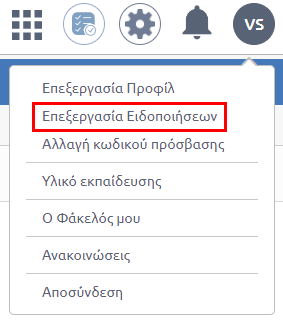 VS
Επεξεργασία Προφίλ
Επεξεργασία Ειδοποιήσεων
Αλλαγή κωδικού πρόσβασης
Υλικό εκπαίδευσης
Ο Φάκελός μου
Ανακοινώσεις
Αποσύνδεση